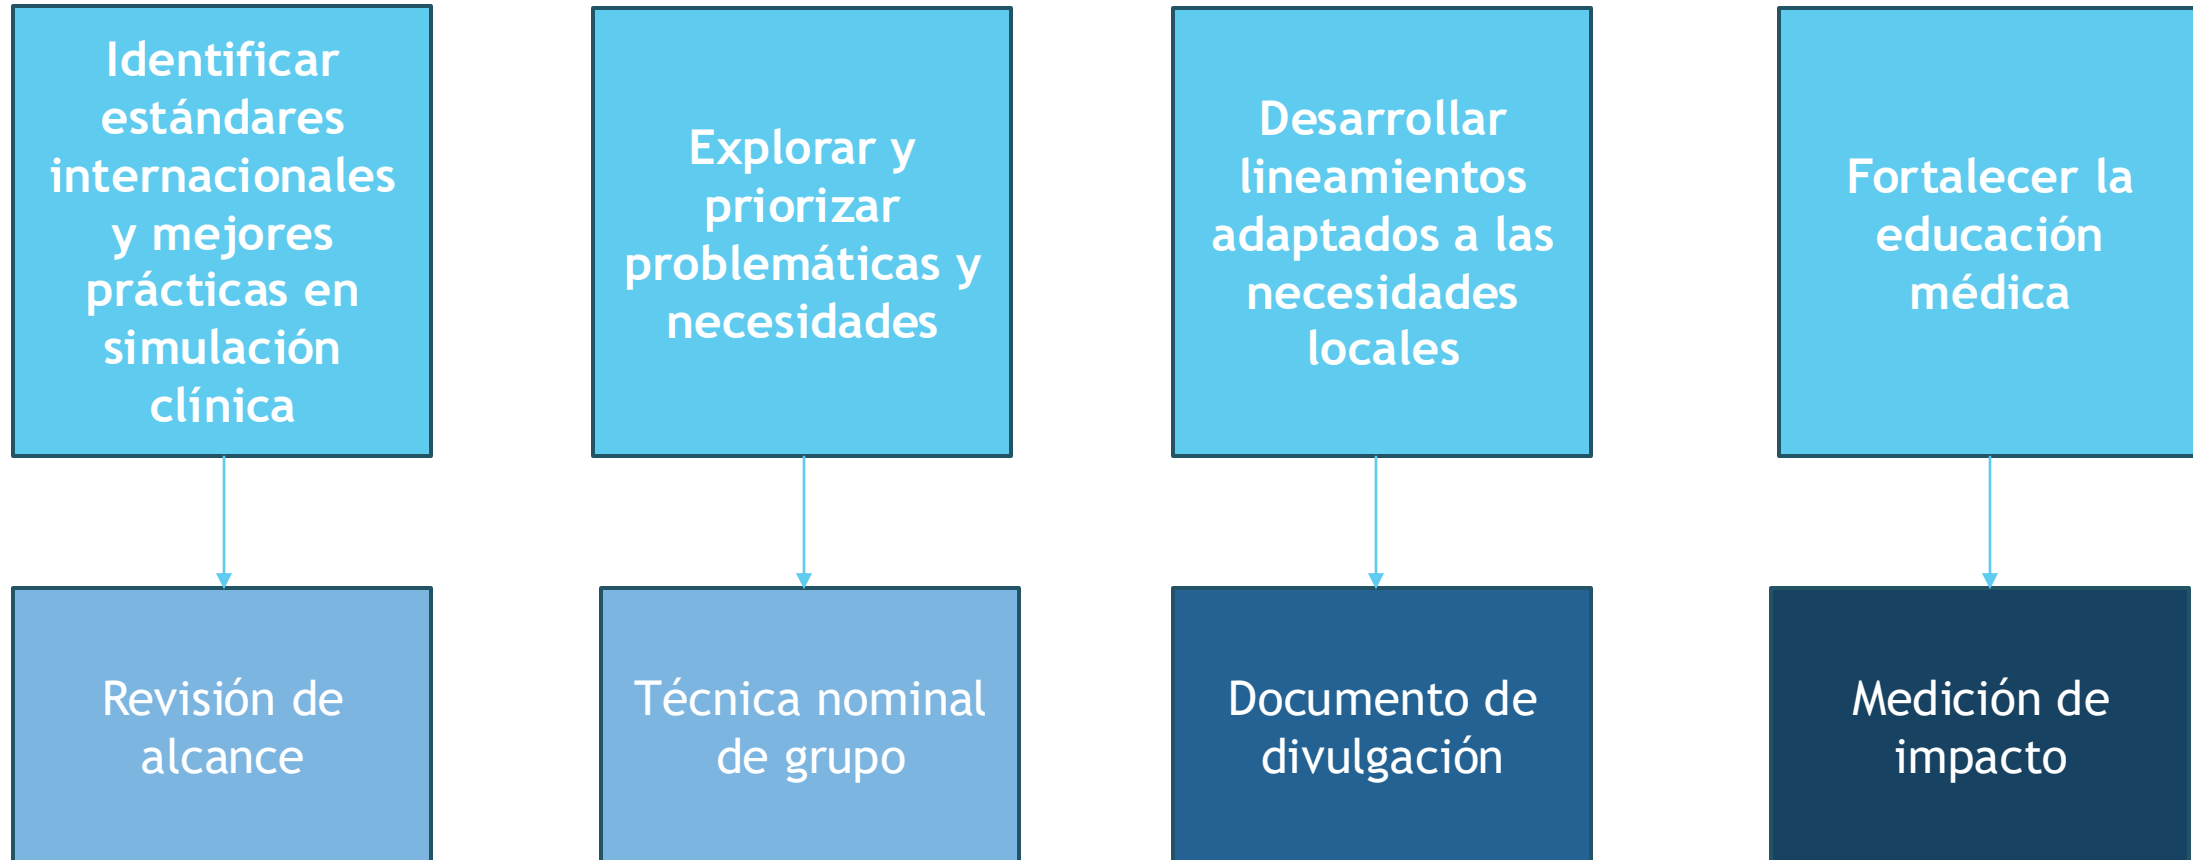 Identificar
estándares
internacionales
y mejores
prácticas en
simulación
clínica
Explorar y
priorizar
problemáticas y
necesidades
Desarrollar
lineamientos
adaptados a las
necesidades
locales
Fortalecer la
educación
médica
Revisión de
alcance
Técnica nominal
de grupo
Documento de
divulgación
Medición de
impacto